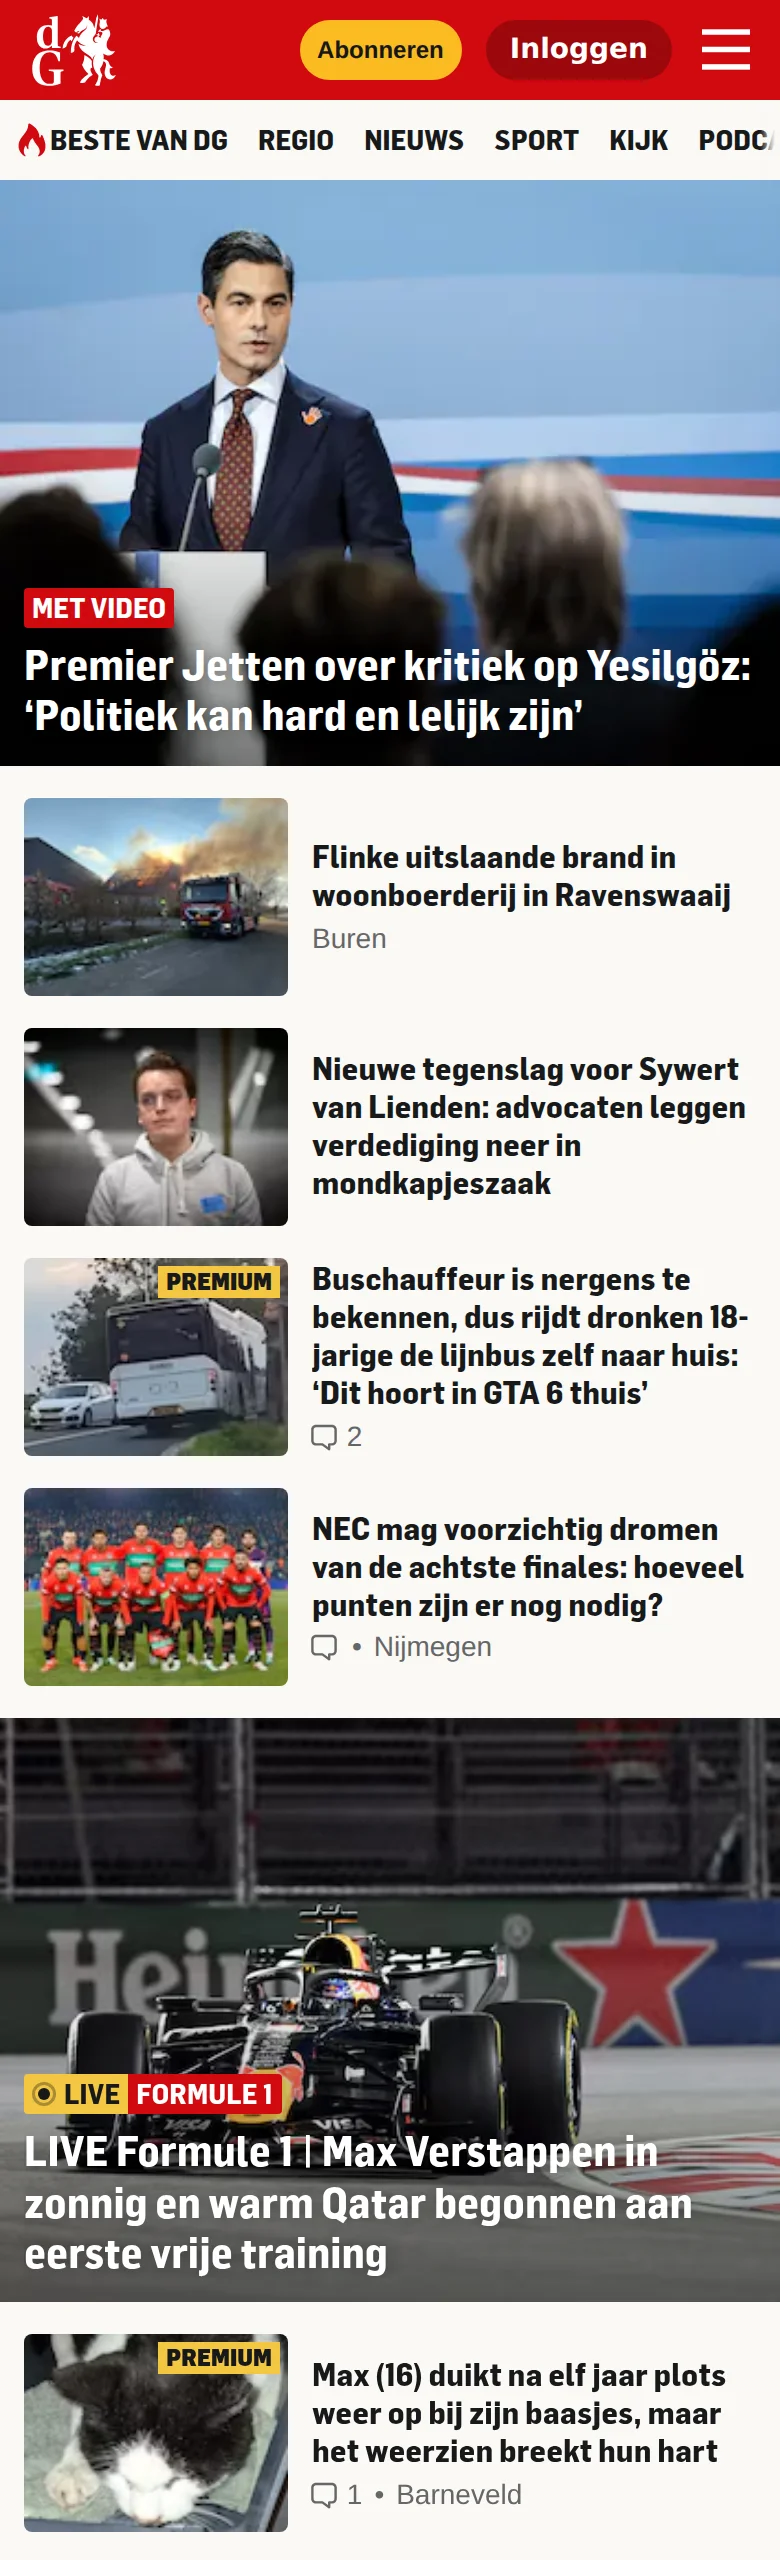 dG
Abonneren
Inloggen
BESTE VAN DG
REGIO
NIEUWS
SPORT
KIJK
MET VIDEO
Premier Jetten over kritiek op Yesilgöz:
‘Politiek kan hard en lelijk zijn’
Flinke uitslaande brand in
woonboerderij in Ravenswaaij
Buren
Nieuwe tegenslag voor Sywert
van Lienden: advocaten leggen
verdediging neer in
mondkapjeszaak
PREMIUM
Buschauffeur is nergens te
bekennen, dus rijdt dronken 18-
jarige de lijnbus zelf naar huis:
‘Dit hoort in GTA 6 thuis’
2
NEC mag voorzichtig dromen
van de achtste finales: hoeveel
punten zijn er nog nodig?
• Nijmegen
VISA
VISA
LIVE FORMULE 1
LIVE Formule 1 | Max Verstappen in
zonnig en warm Qatar begonnen aan
eerste vrije training
PREMIUM
Max (16) duikt na elf jaar plots
weer op bij zijn baasjes, maar
het weerzien breekt hun hart
1 • Barneveld